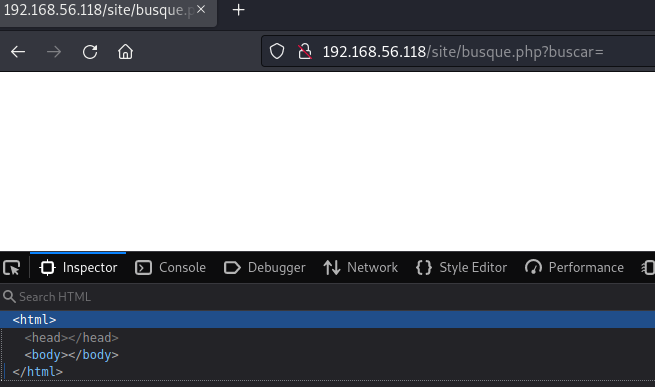 192.168.56.118/site/busque.p
192.168.56.118/site/busque.php?buscar=
Inspector Console Debugger Network Style Editor Performance
Search HTML
<html>
<head></head>
<body></body>
</html>